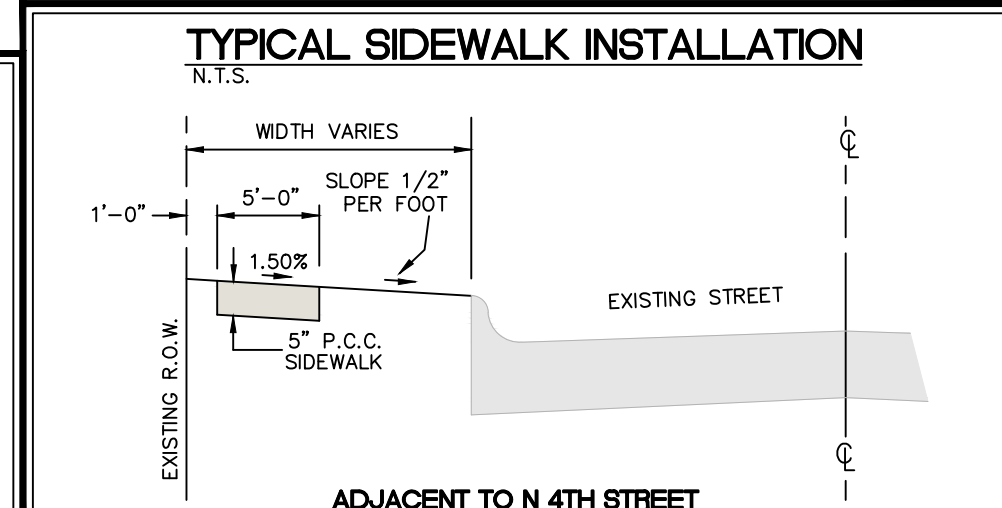 TYPICAL SIDEWALK INSTALLATION
N.T.S.
WIDTH VARIES
℄
SLOPE 1/2"
PER FOOT
5'-0"
1'-0"
1.50%
EXISTING STREET
5" P.C.C.
SIDEWALK
EXISTING R.O.W.
℄
ADJACENT TO N 4TH STREET